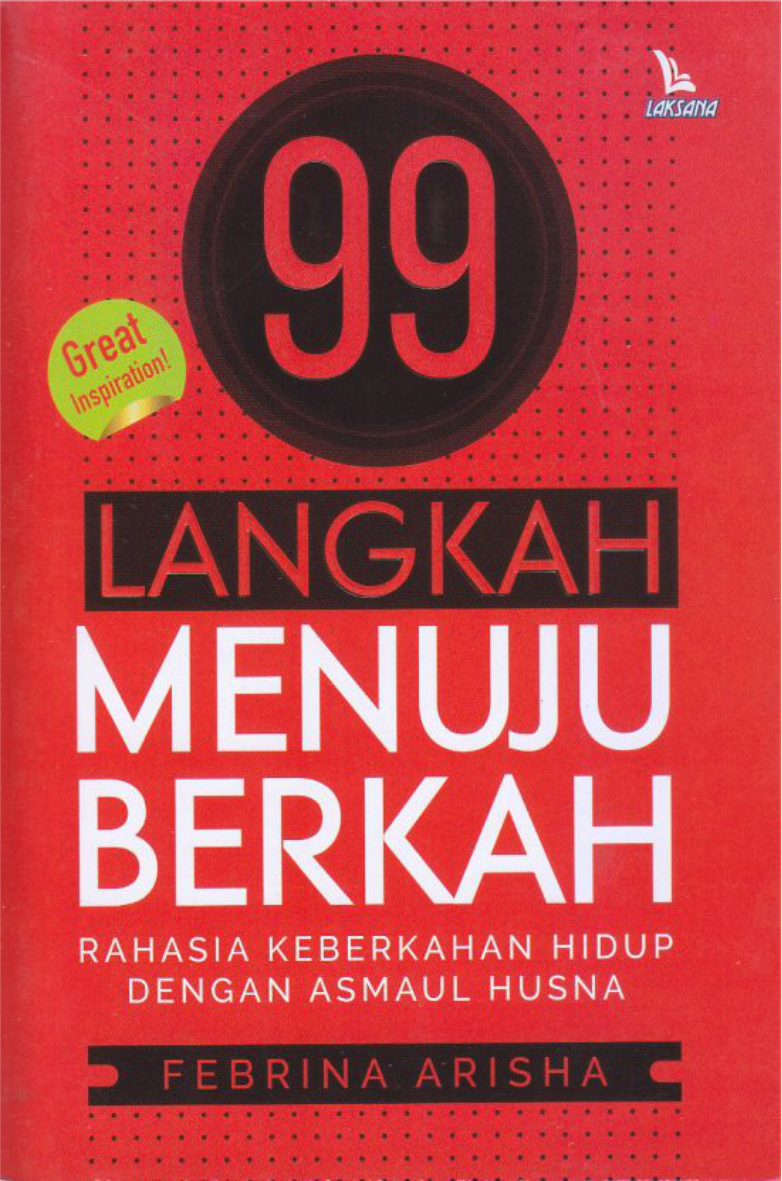 LAKSANA
99
Great
Inspiration!
LANGKAH
MENUJU
BERKAH
RAHASIA KEBERKAHAN HIDUP
DENGAN ASMAUL HUSNA
FEBRINA ARISHA